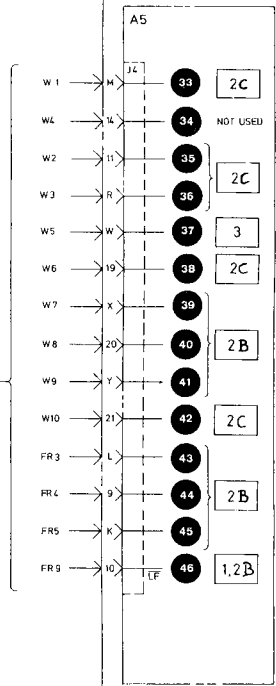 A5
J4
W1 M 33 2C
W4 14 34 NOT USED
W2 11 35
2C
W3 R 36
W5 W 37 3
W6 19 38 2C
W7 X 39
W8 20 40 2B
W9 Y 41
W10 21 42 2C
FR3 L 43
FR4 9 44 2B
FR5 K 45
FR9 10 LF 46 1,2B